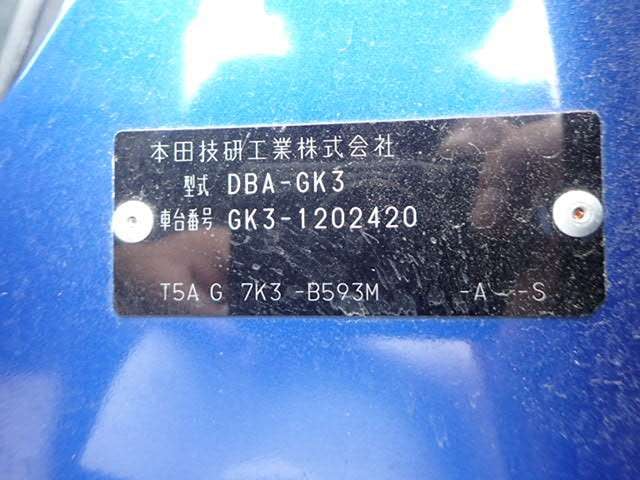 本田技研工業株式会社
型式 DBA-GK3
車台番号 GK3-1202420
T5A G 7K3 -B593M -A --S